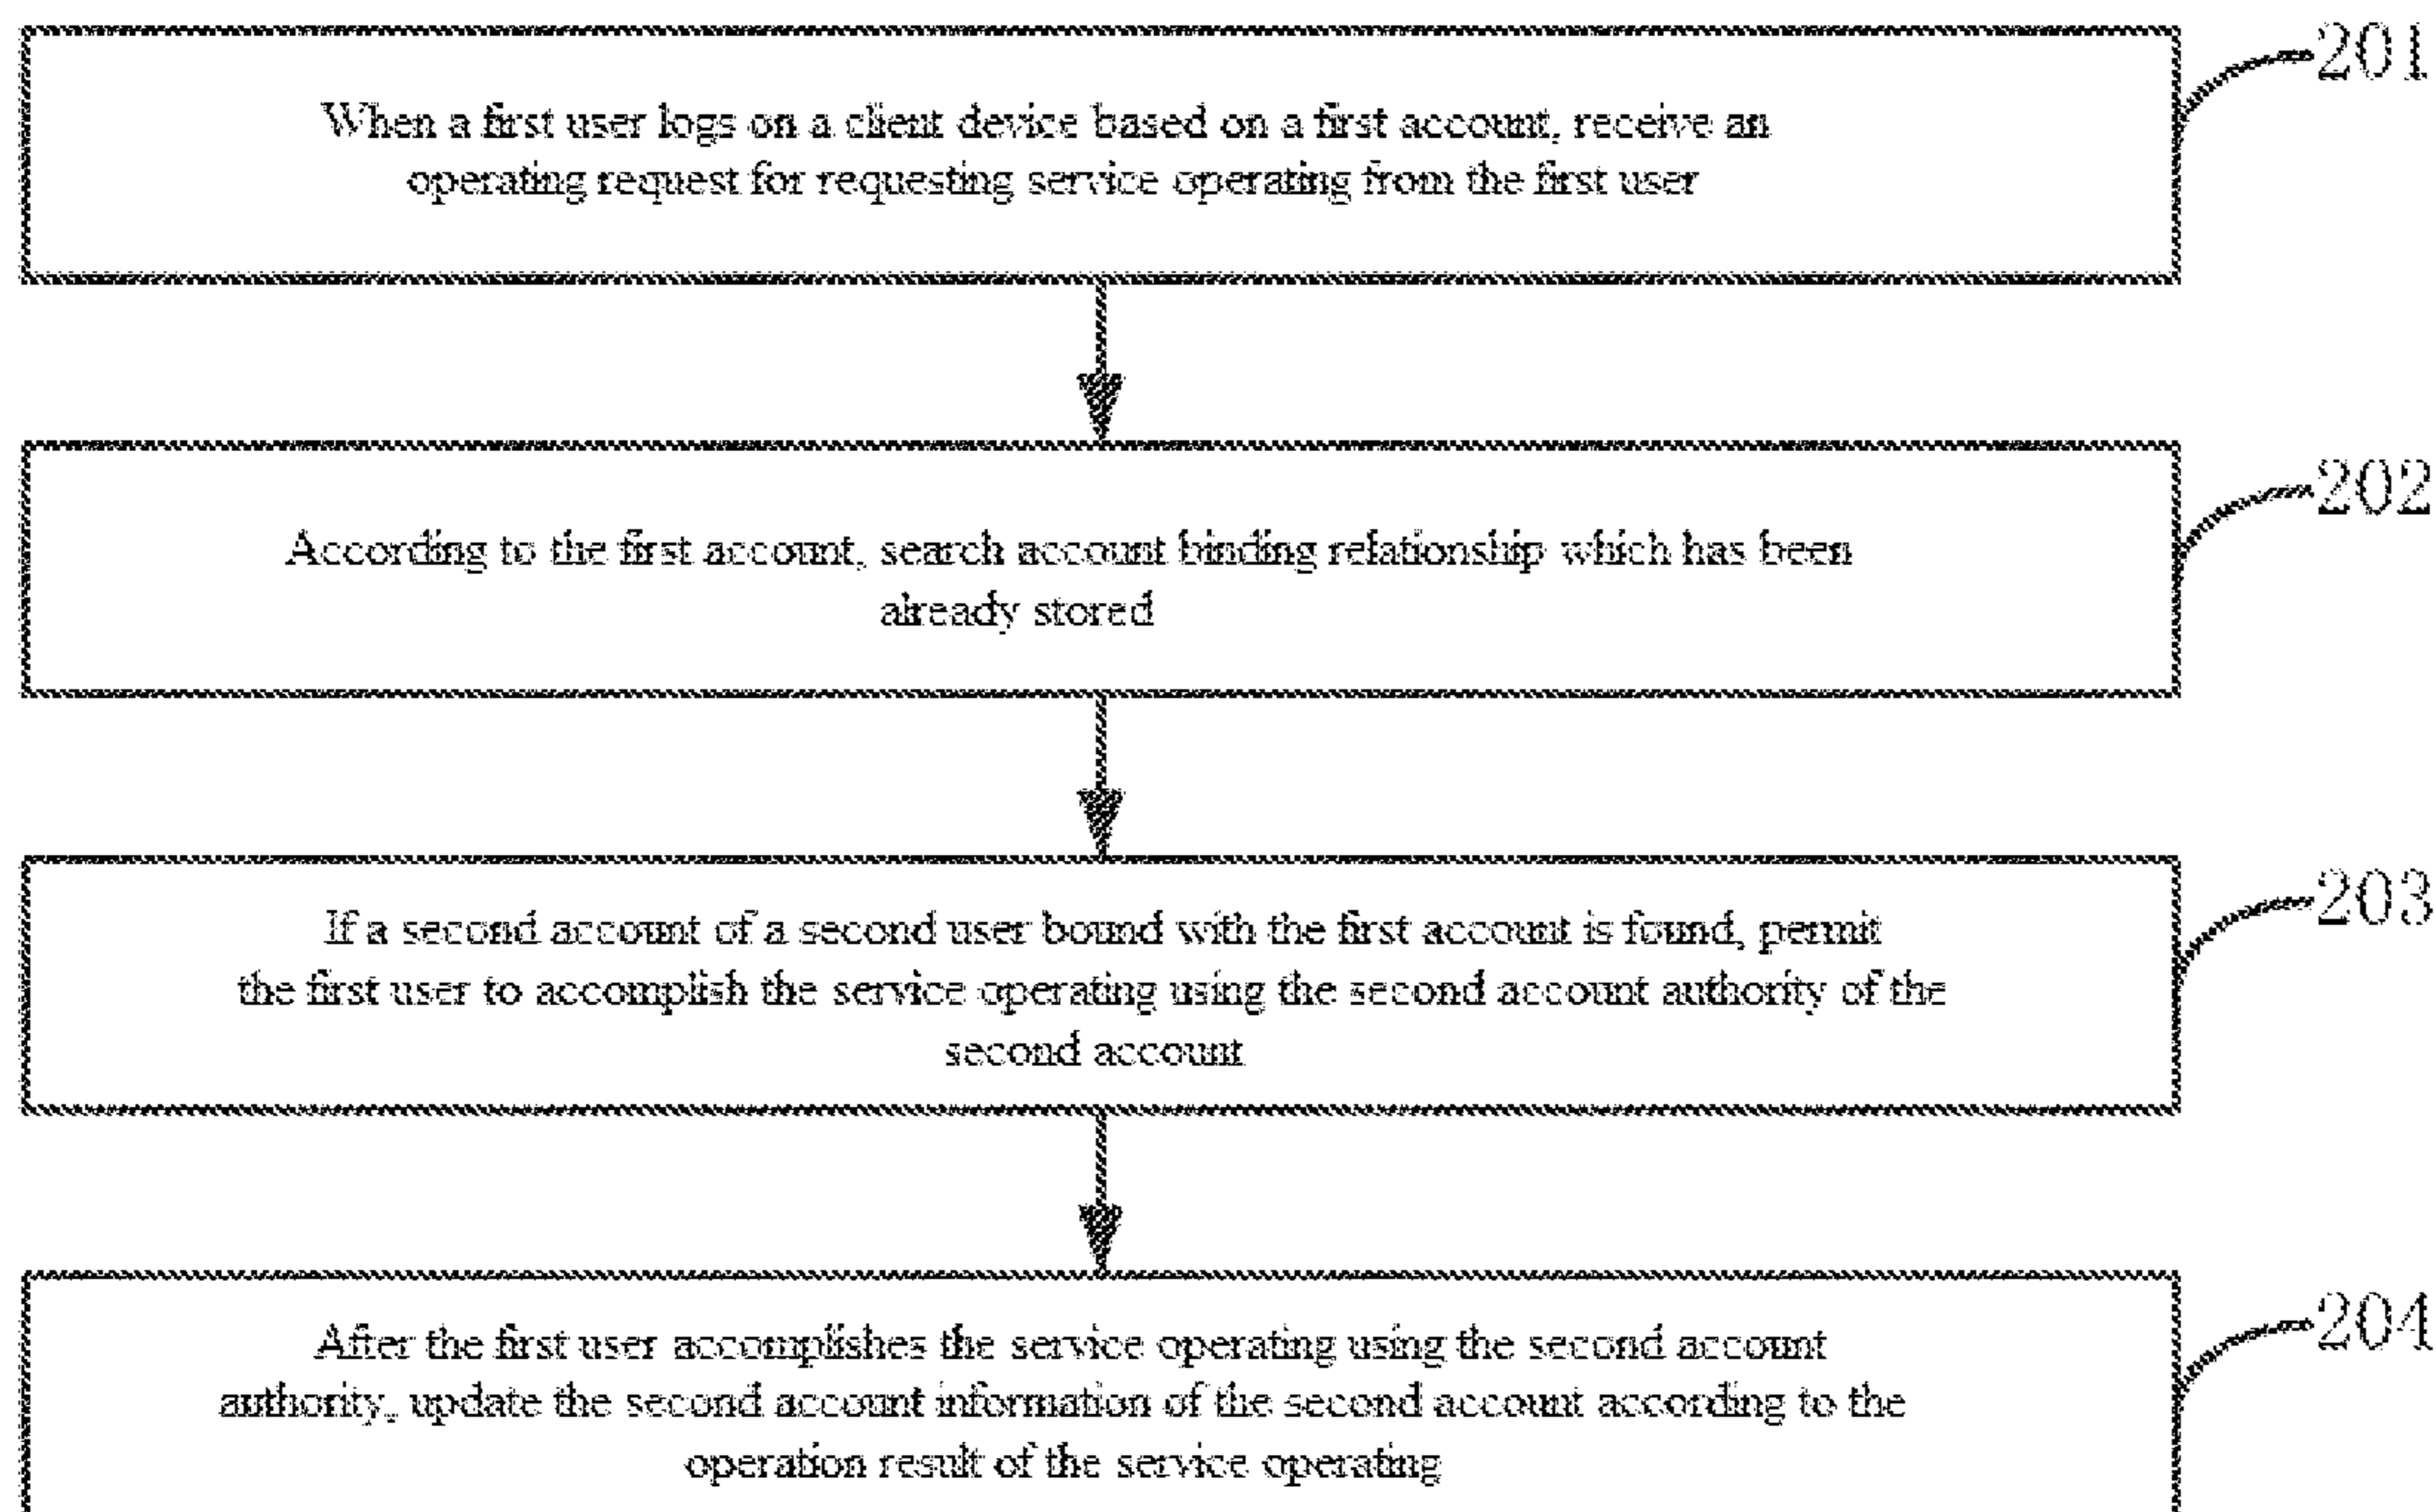 201
When a first user logs on a client device based on a first account, receive an
operating request for requesting service operating from the first user
202
According to the first account, search account binding relationship which has been
already stored
203
If a second account of a second user bound with the first account is found, permit
the first user to accomplish the service operating using the second account authority of the
second account
204
After the first user accomplishes the service operating using the second account
authority, update the second account information of the second account according to the
operation result of the service operating